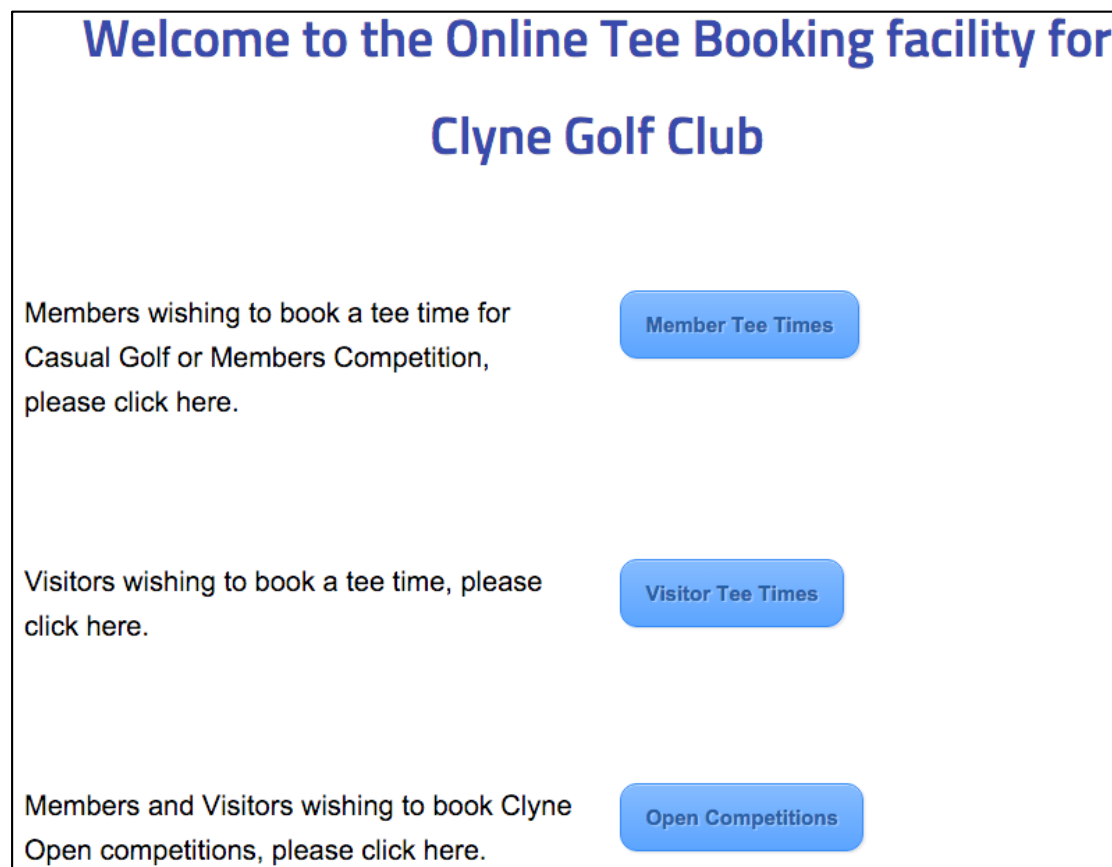 Welcome to the Online Tee Booking facility for
Clyne Golf Club
Members wishing to book a tee time for
Casual Golf or Members Competition,
please click here.
Member Tee Times
Visitors wishing to book a tee time, please
click here.
Visitor Tee Times
Members and Visitors wishing to book Clyne
Open competitions, please click here.
Open Competitions